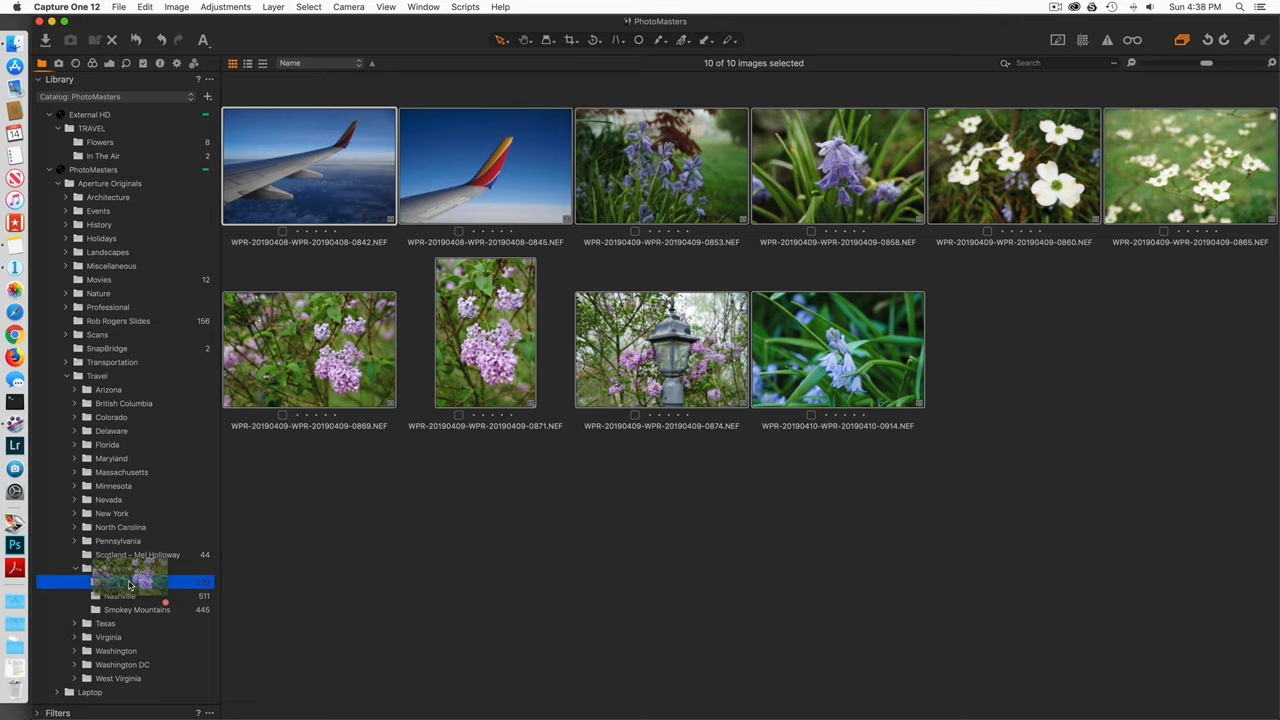 Capture One 12 File Edit View Image Adjustments Layer Select Camera View Window Scripts Help Sun 4:38 PM
PhotoMasters
Name 10 of 10 images selected Search
Library
Catalog: PhotoMasters
External HD
TRAVEL
Flowers 8
In The Air 2
PhotoMasters
Aperture Originals
Architecture
Events
History
Holidays
Landscapes
Miscellaneous
Movies 12
Nature
Professional
Rob Rogers Slides 156
Scans
SnapBridge 2
Transportation
Travel
Arizona
British Columbia
Colorado
Delaware
Florida
Maryland
Massachusetts
Minnesota
Nevada
New York
North Carolina
Pennsylvania
Scotland – Mel Holloway 44
Nashville 511
Smokey Mountains 445
Texas
Virginia
Washington
Washington DC
West Virginia
Laptop
Filters
WPR-20190408-WPR-20190408-0842.NEF
WPR-20190408-WPR-20190408-0845.NEF
WPR-20190409-WPR-20190409-0853.NEF
WPR-20190409-WPR-20190409-0858.NEF
WPR-20190409-WPR-20190409-0860.NEF
WPR-20190409-WPR-20190409-0865.NEF
WPR-20190409-WPR-20190409-0869.NEF
WPR-20190409-WPR-20190409-0871.NEF
WPR-20190409-WPR-20190409-0874.NEF
WPR-20190410-WPR-20190410-0914.NEF
14
Lr
Ps